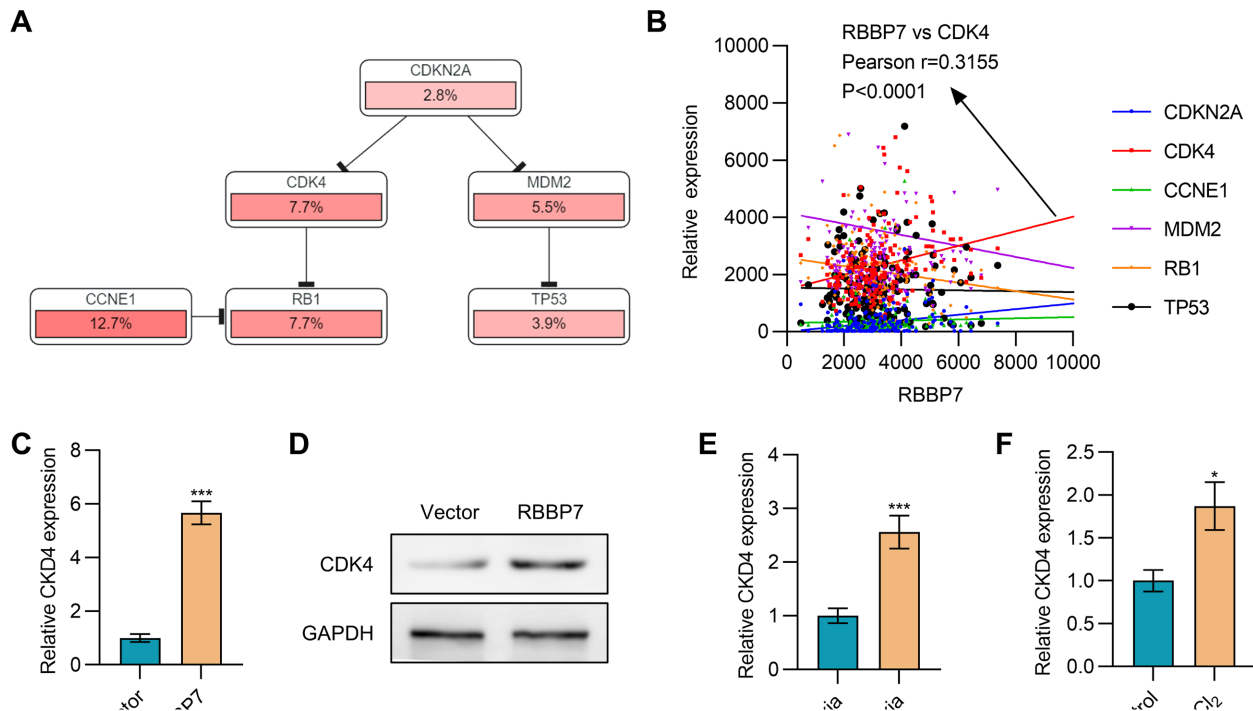 A
CDKN2A
2.8%
CDK4
7.7%
MDM2
5.5%
CCNE1
12.7%
RB1
7.7%
TP53
3.9%
B
RBBP7 vs CDK4
Pearson r=0.3155
P<0.0001
Relative expression
10000
8000
6000
4000
2000
0
0 2000 4000 6000 8000 10000
RBBP7
CDKN2A
CDK4
CCNE1
MDM2
RB1
TP53
C
Relative CKD4 expression
8
6
4
2
0
***
D
Vector RBBP7
CDK4
GAPDH
E
Relative CKD4 expression
4
3
2
1
0
***
F
Relative CKD4 expression
2.5
2.0
1.5
1.0
0.5
0.0
*